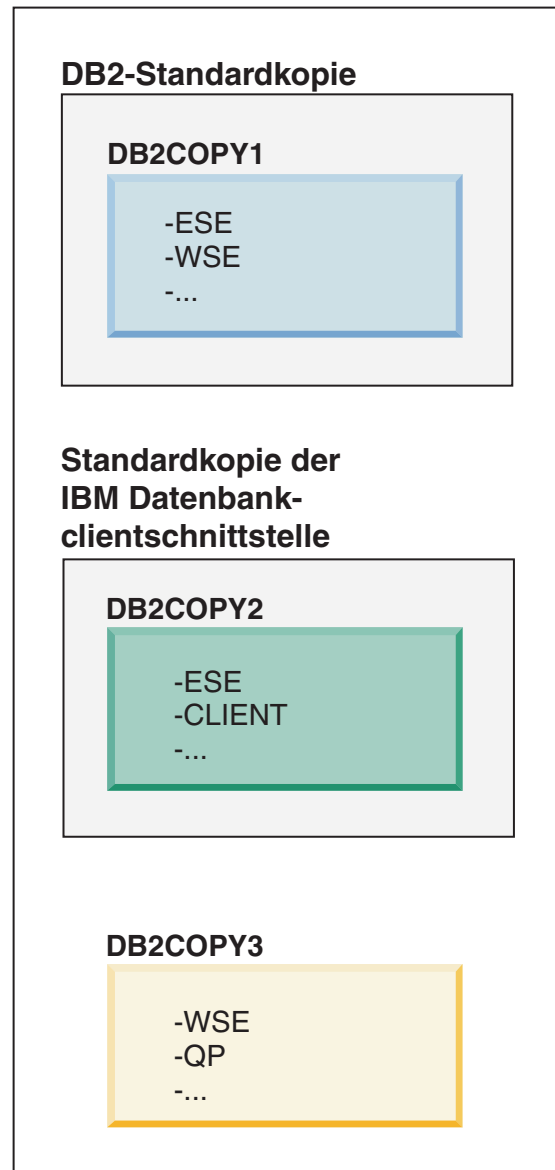 DB2-Standardkopie
DB2COPY1
-ESE
-WSE
-...
Standardkopie der
IBM Datenbank-
clientschnittstelle
DB2COPY2
-ESE
-CLIENT
-...
DB2COPY3
-WSE
-QP
-...